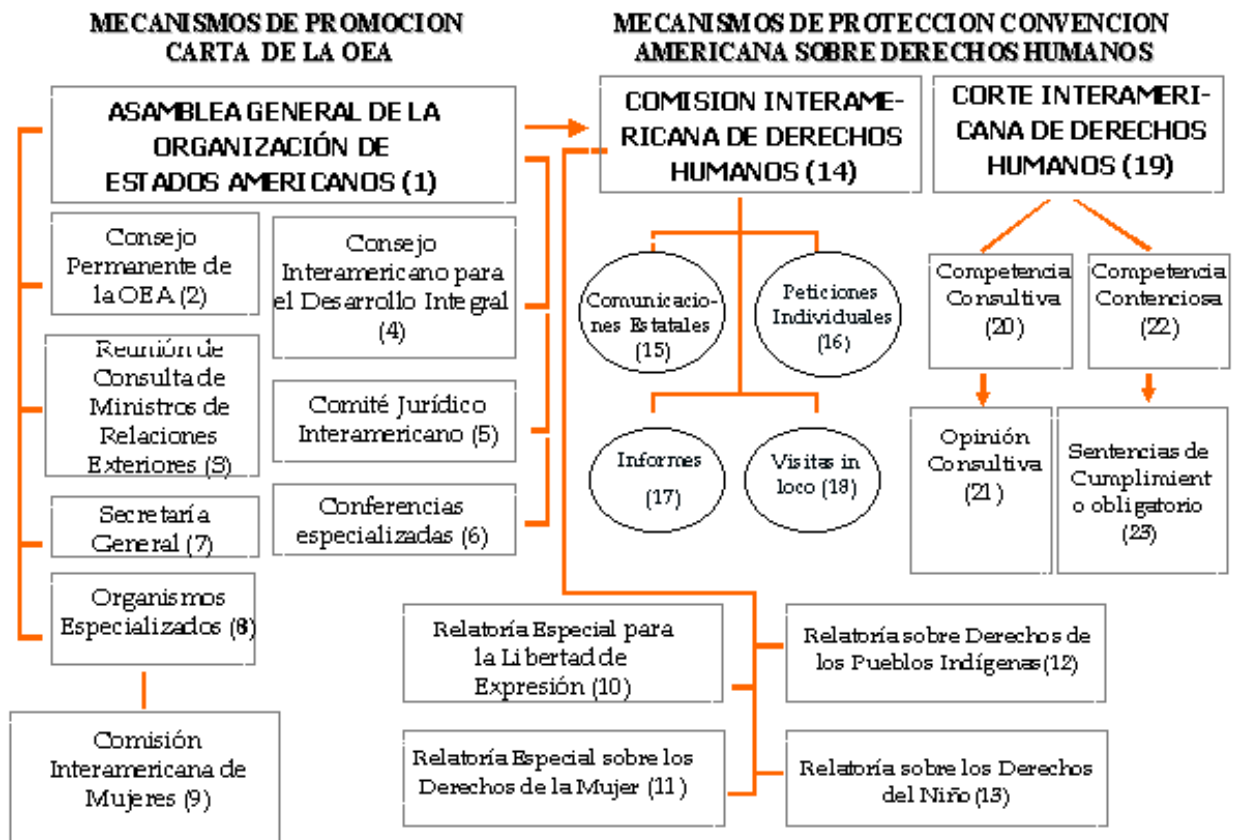 MECANISMOS DE PROMOCION
CARTA DE LA OEA
MECANISMOS DE PROTECCION CONVENCION
AMERICANA SOBRE DERECHOS HUMANOS
ASAMBLEA GENERAL DE LA
ORGANIZACIÓN DE
ESTADOS AMERICANOS (1)
COMISION INTERAME-
RICANA DE DERECHOS
HUMANOS (14)
CORTE INTERAMERI-
CANA DE DERECHOS
HUMANOS (19)
Consejo
Permanente de
la OEA (2)
Consejo
Interamericano para
el Desarrollo Integral
(4)
Reunión de
Consulta de
Ministros de
Relaciones
Exteriores (3)
Comité Jurídico
Interamericano (5)
Secretaría
General (7)
Conferencias
especializadas (6)
Organismos
Especializados (8)
Comisión
Interamericana de
Mujeres (9)
Comunicacio-
nes Estatales
(15)
Peticiones
Individuales
(16)
Informes
(17)
Visitas in
loco (18)
Competencia
Consultiva
(20)
Competencia
Contenciosa
(22)
Opinión
Consultiva
(21)
Sentencias de
Cumplimient
o obligatorio
(23)
Relatoría Especial para
la Libertad de
Expresión (10)
Relatoría sobre Derechos de
los Pueblos Indígenas (12)
Relatoría Especial sobre los
Derechos de la Mujer (11)
Relatoría sobre los Derechos
del Niño (13)